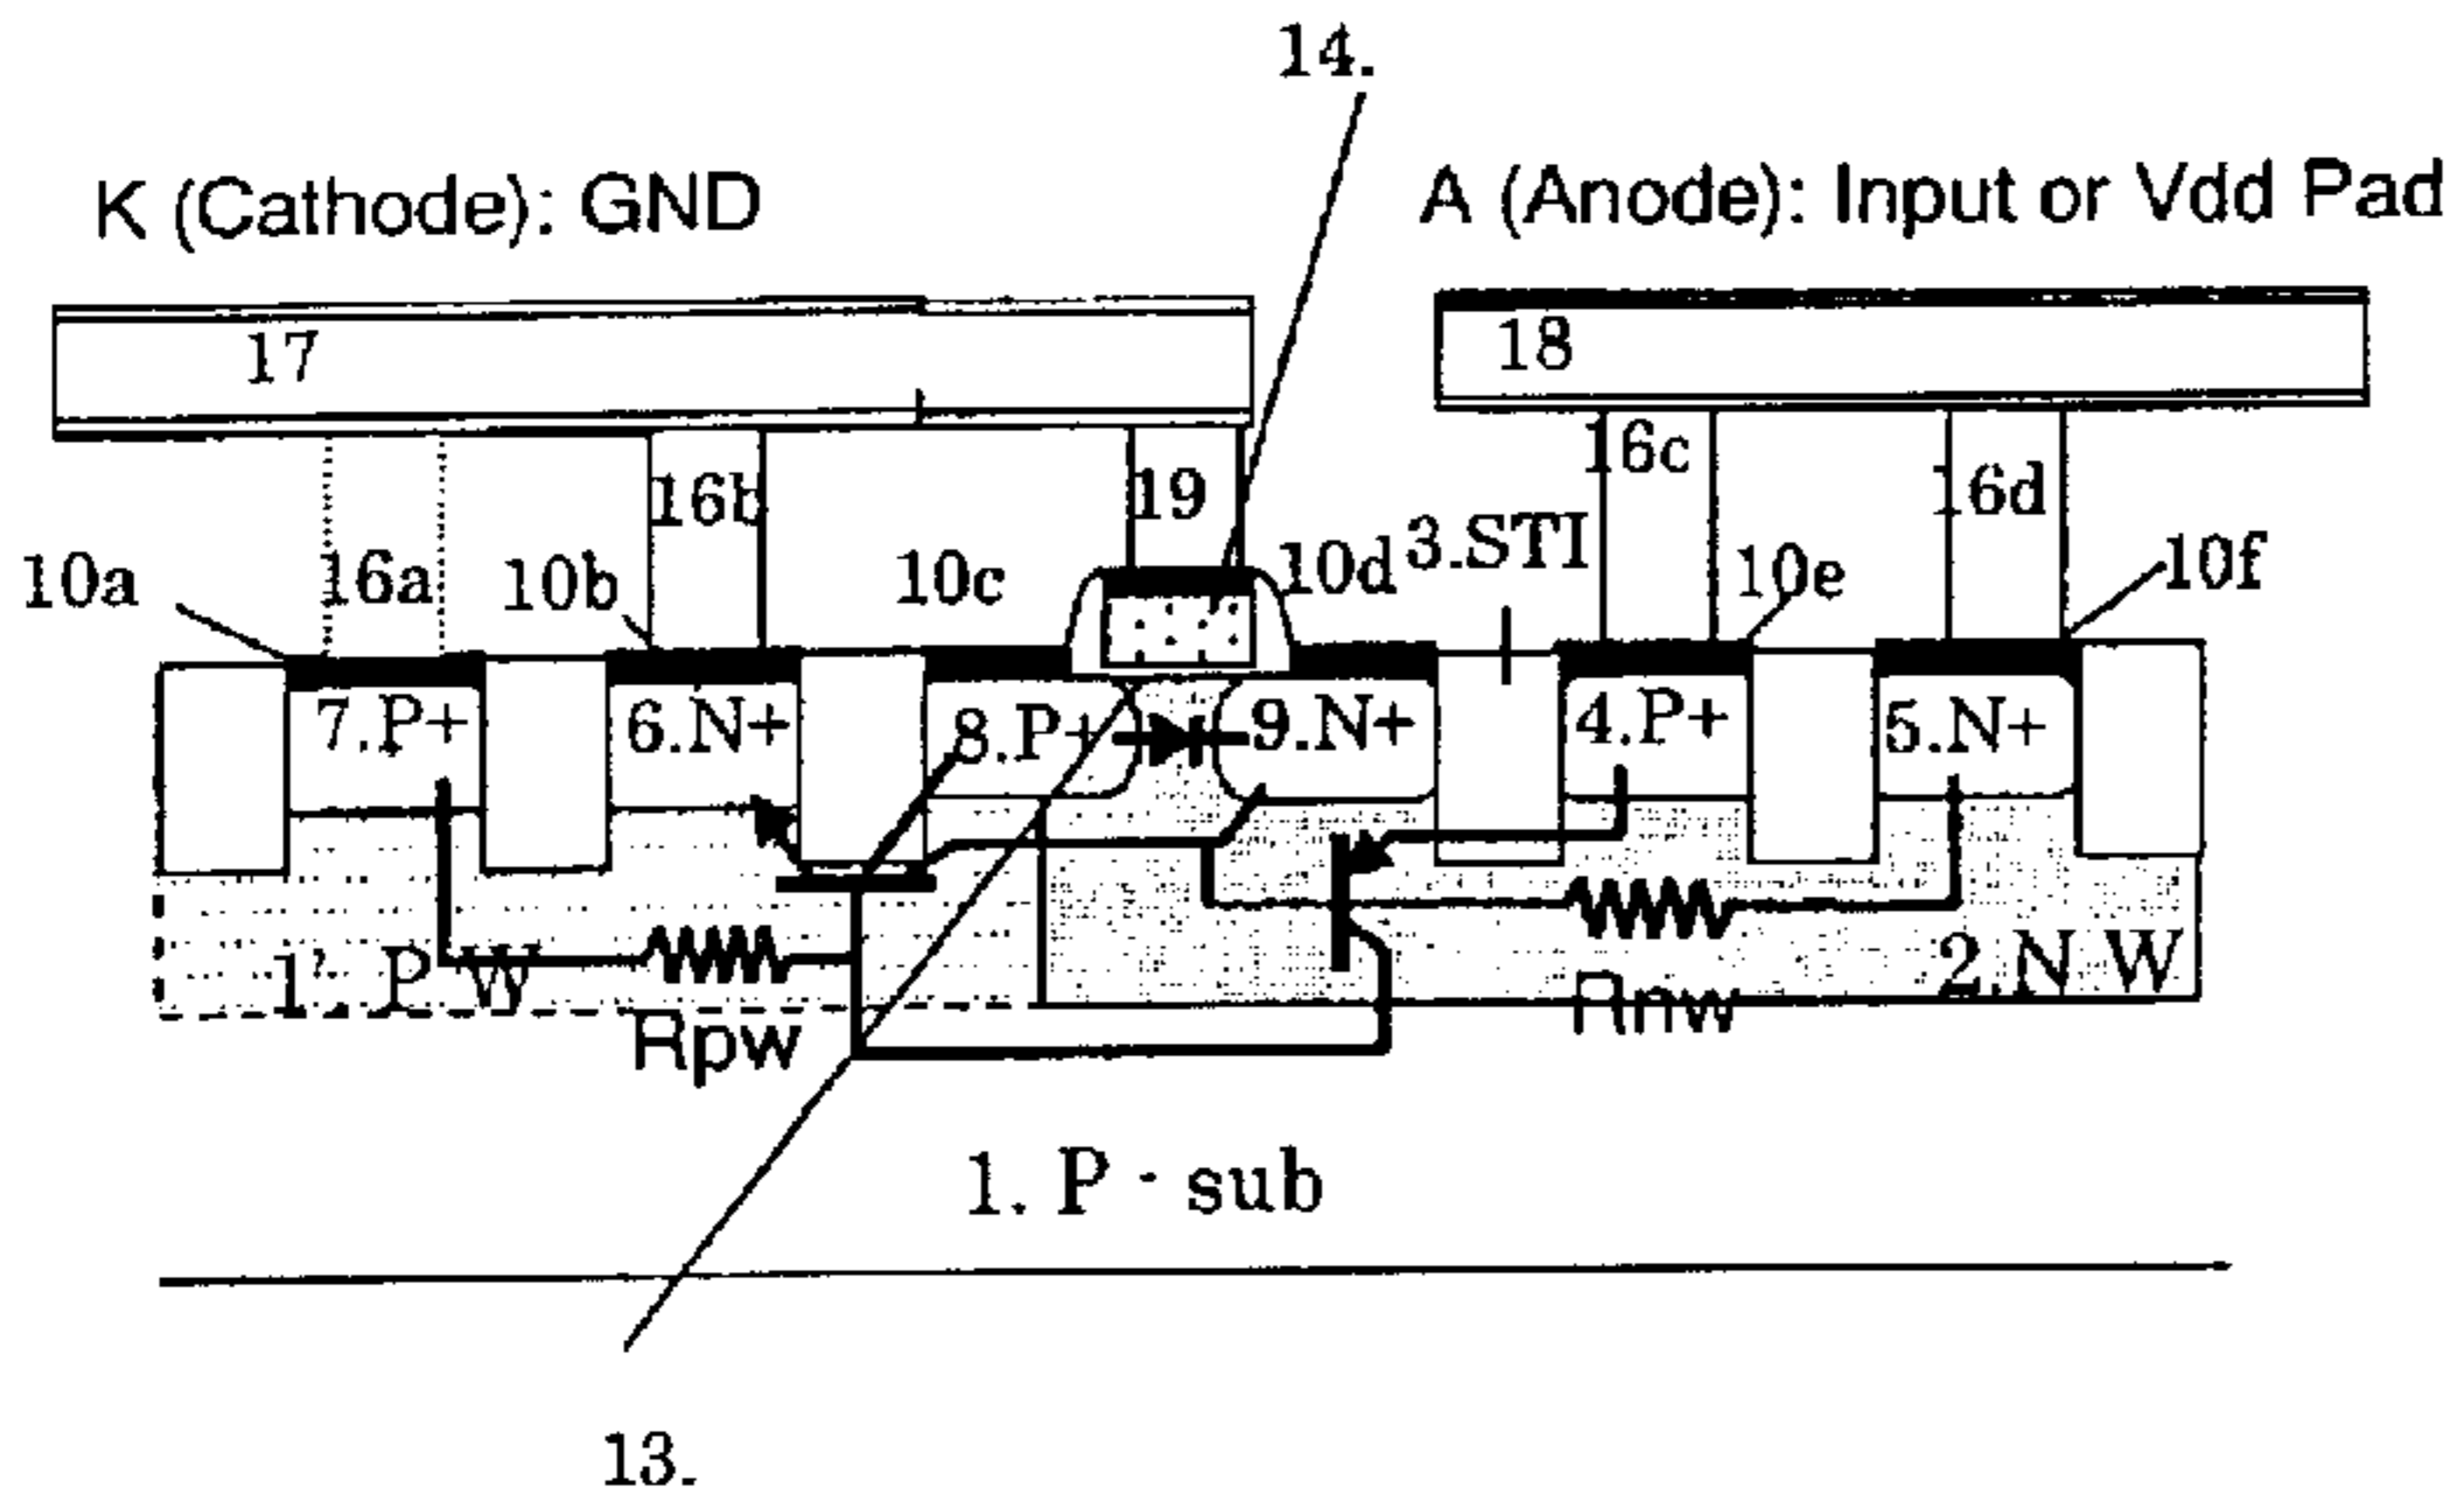 14.
K (Cathode): GND
A (Anode): Input or Vdd Pad
17
18
16c
16b
19
16d
3.STI
10a
16a
10b
10c
10d
10e
10f
7.P+
6.N+
8.P+
9.N+
4.P+
5.N+
1'. P W
2.N W
Rpw
Rnw
1. P - sub
13.